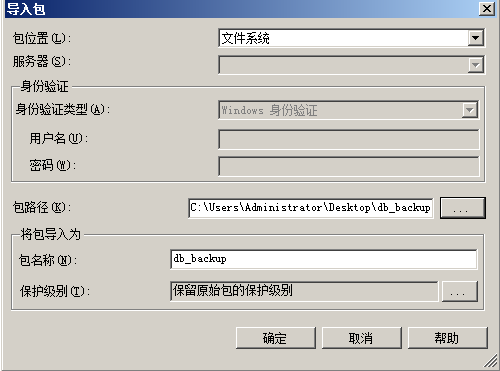 导入包
包位置(L): 文件系统
服务器(S):
身份验证
身份验证类型(A): Windows 身份验证
用户名(U):
密码(W):
包路径(K): C:\Users\Administrator\Desktop\db_backup ...
将包导入为
包名称(N): db_backup
保护级别(T): 保留原始包的保护级别 ...
确定 取消 帮助